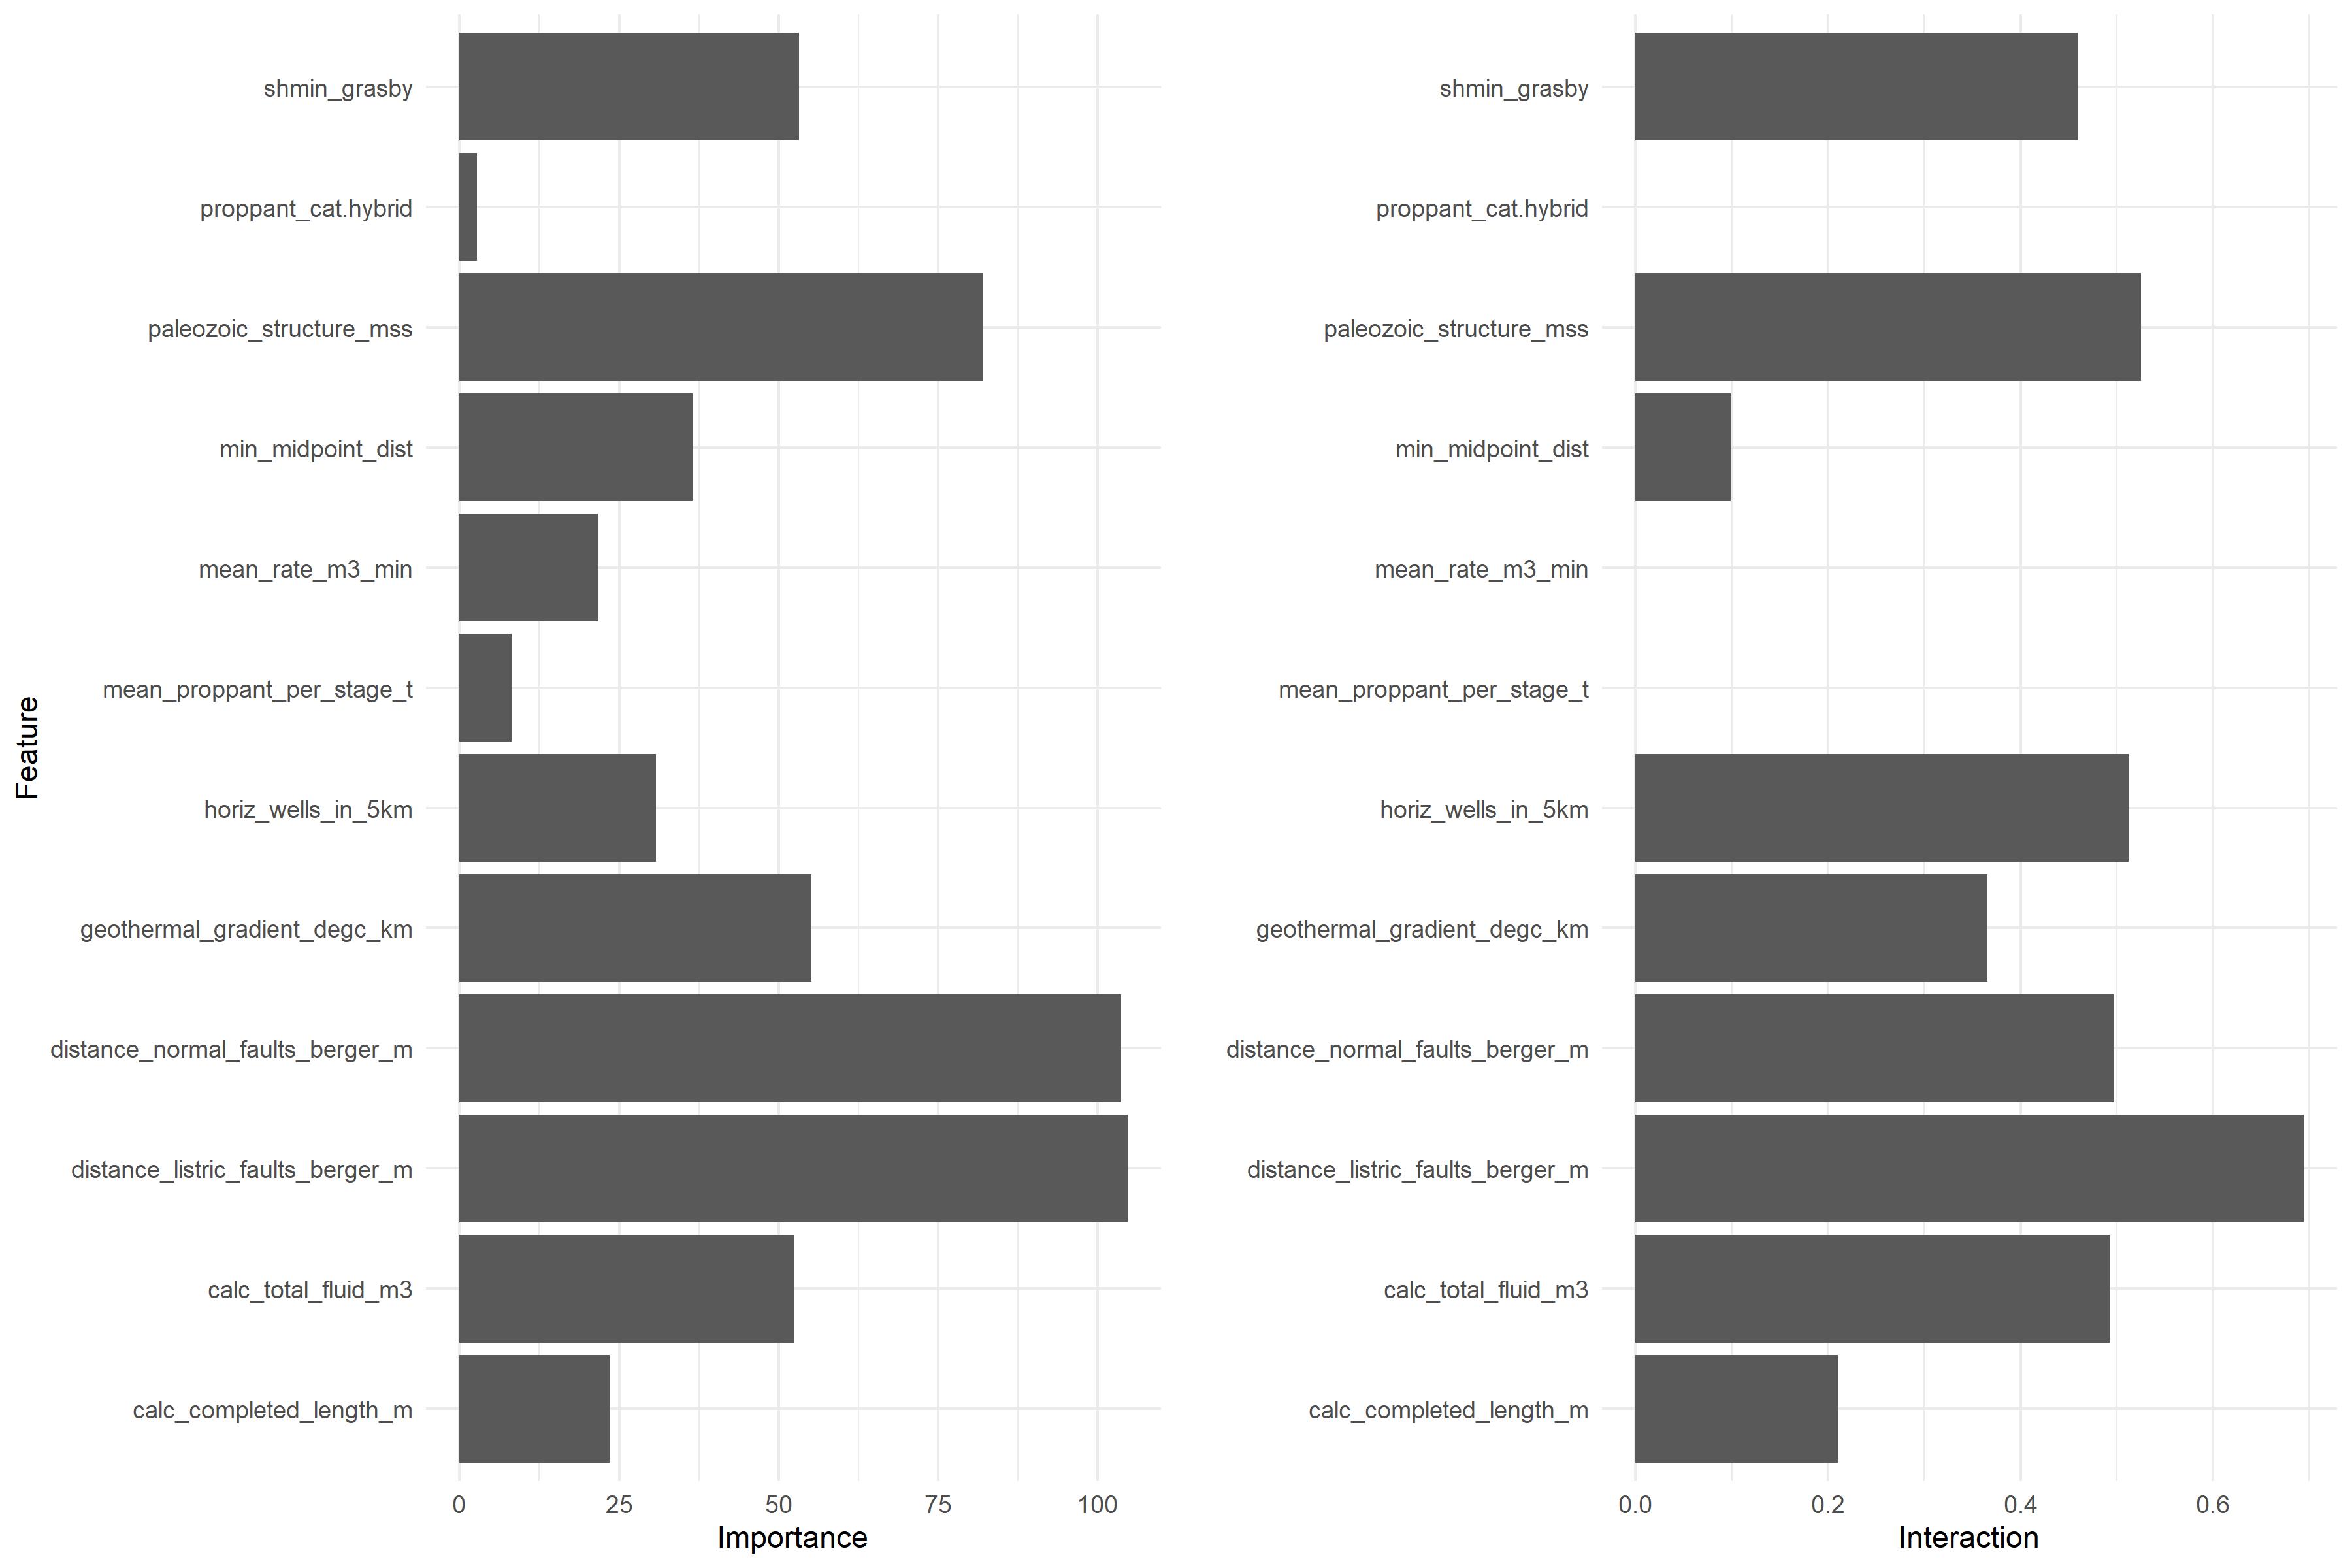 Feature
shmin_grasby
proppant_cat.hybrid
paleozoic_structure_mss
min_midpoint_dist
mean_rate_m3_min
mean_proppant_per_stage_t
horiz_wells_in_5km
geothermal_gradient_degc_km
distance_normal_faults_berger_m
distance_listric_faults_berger_m
calc_total_fluid_m3
calc_completed_length_m
0 25 50 75 100
Importance
shmin_grasby
proppant_cat.hybrid
paleozoic_structure_mss
min_midpoint_dist
mean_rate_m3_min
mean_proppant_per_stage_t
horiz_wells_in_5km
geothermal_gradient_degc_km
distance_normal_faults_berger_m
distance_listric_faults_berger_m
calc_total_fluid_m3
calc_completed_length_m
0.0 0.2 0.4 0.6
Interaction